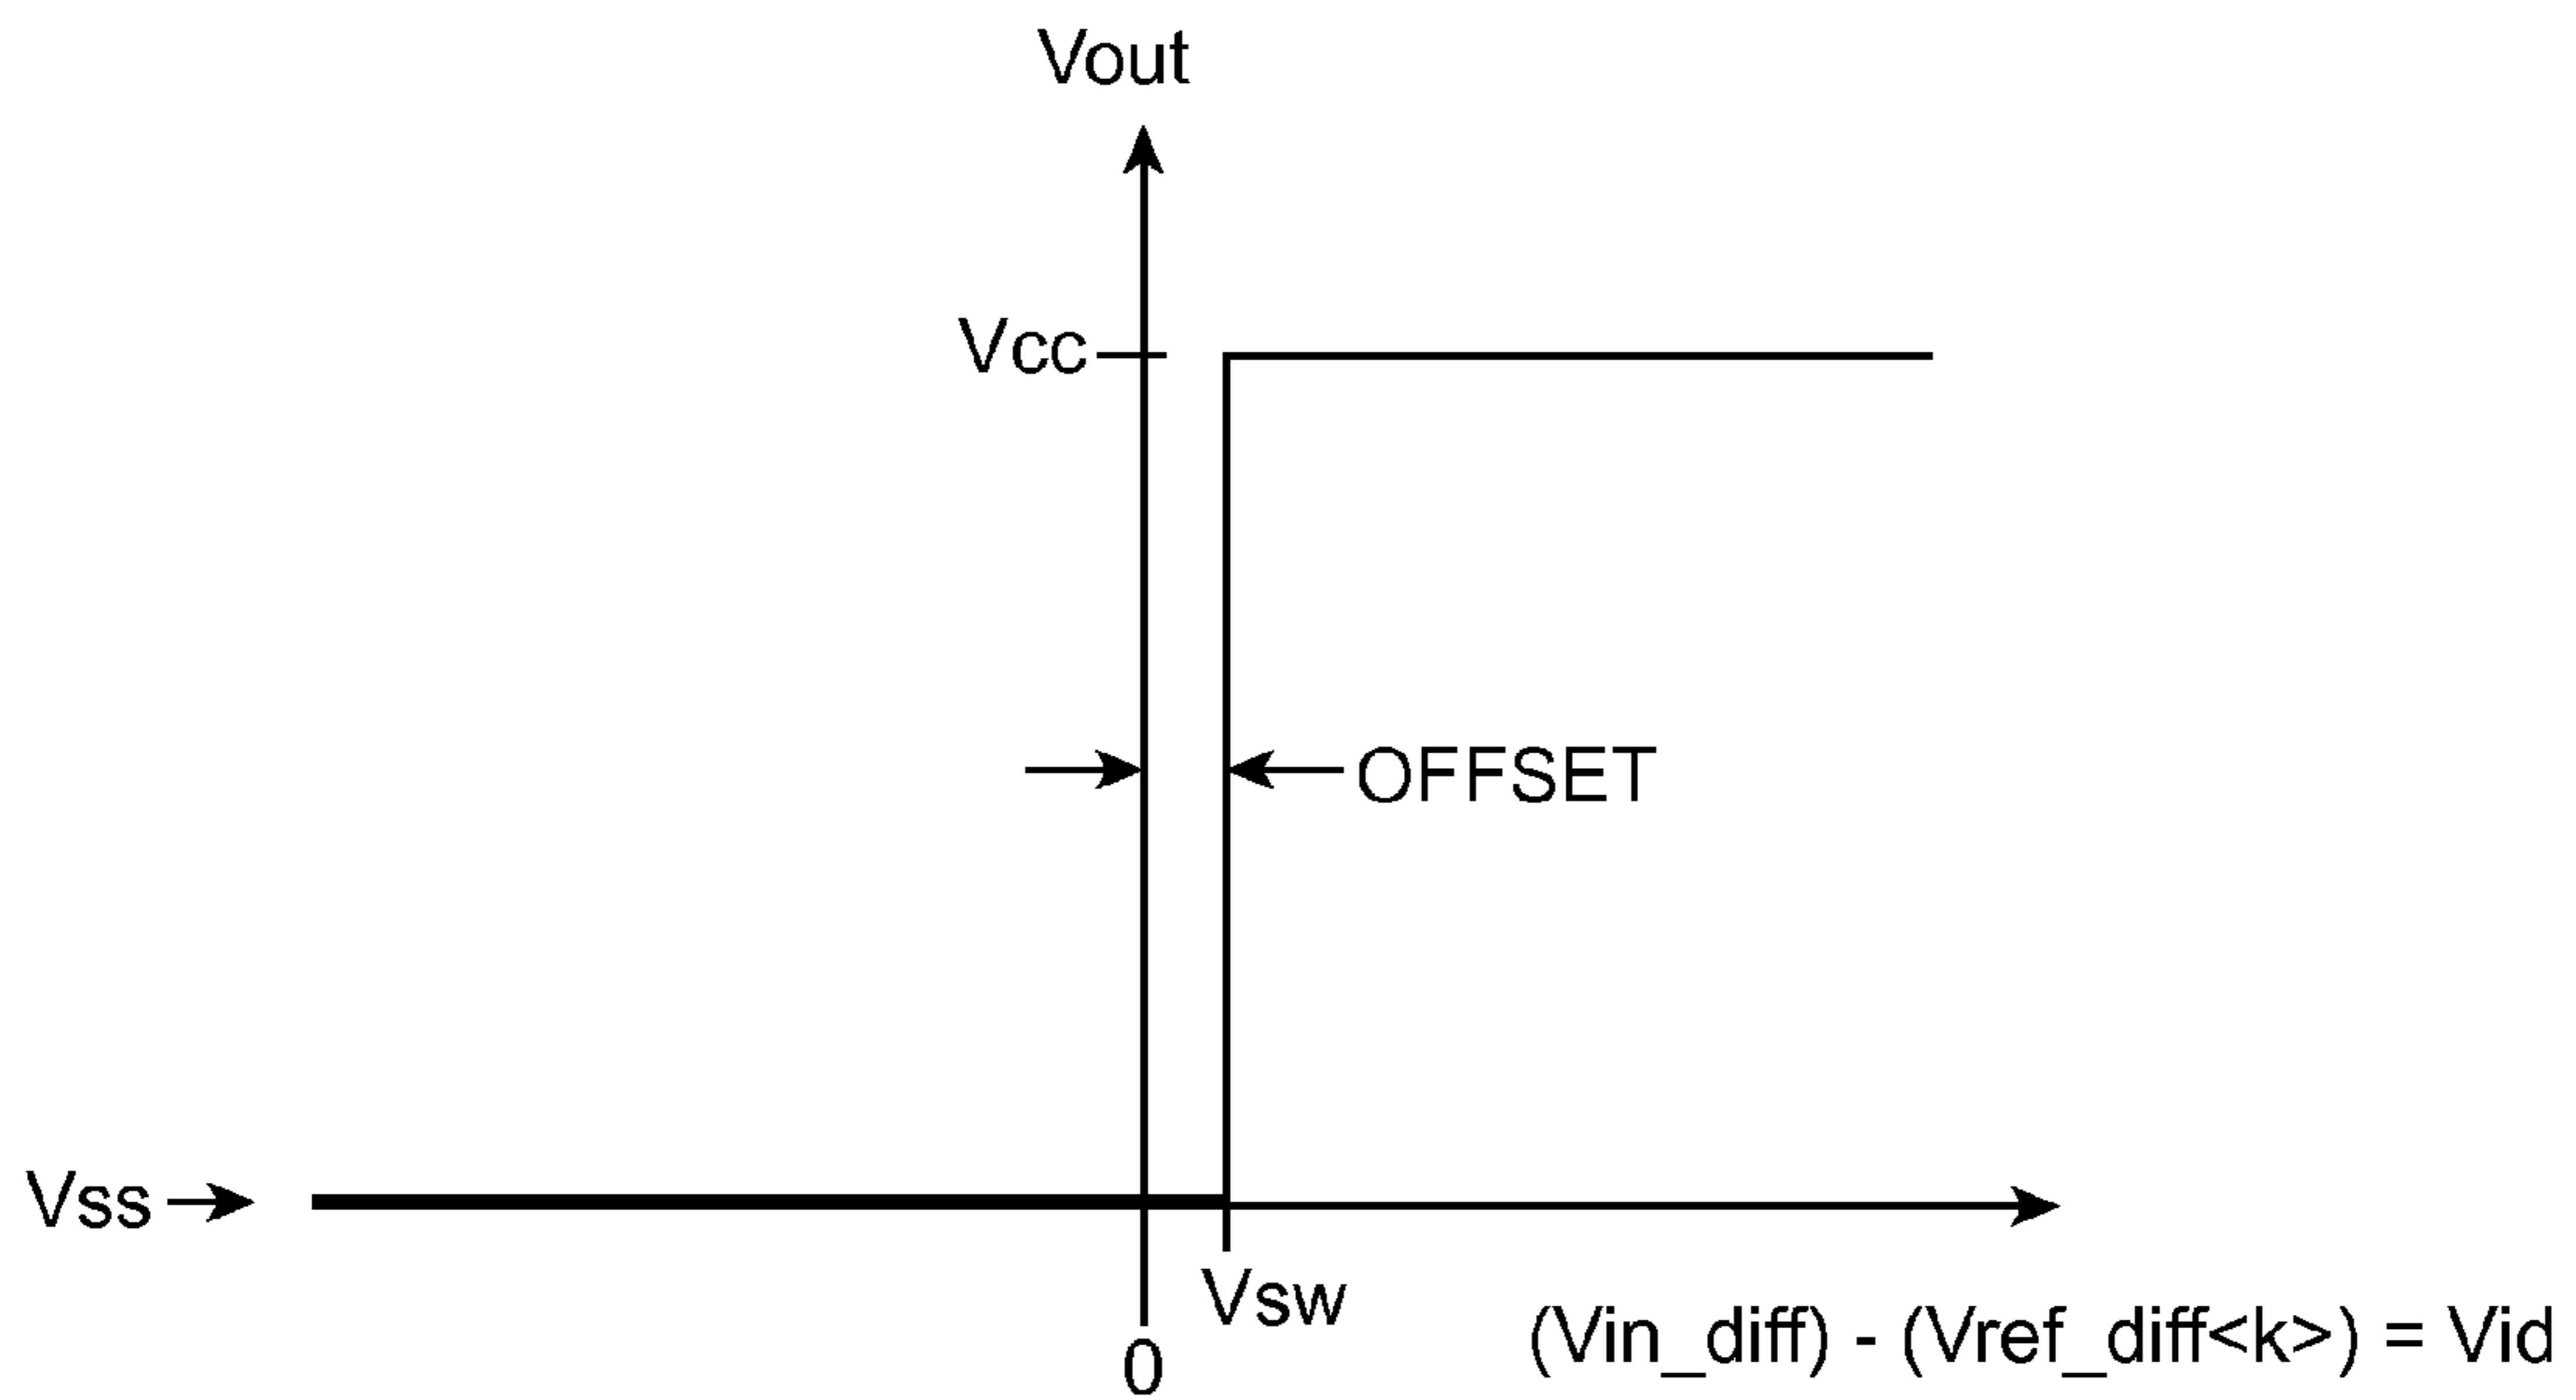 Vout
Vcc
OFFSET
Vss
Vsw
(Vin_diff) - (Vref_diff<k>) = Vid
0